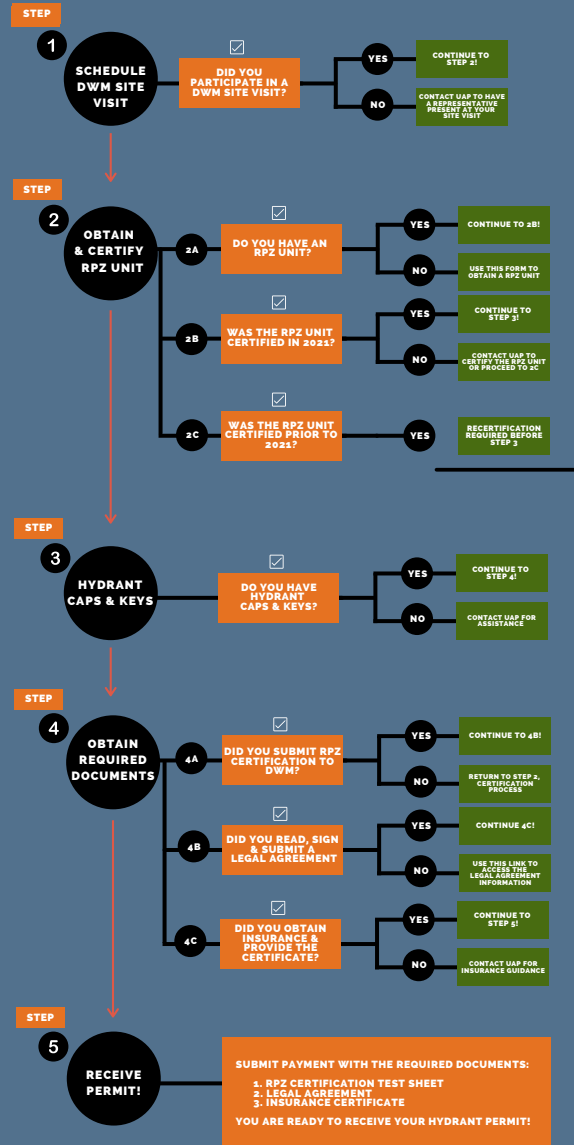 STEP
1
SCHEDULE
DWM SITE
VISIT
DID YOU
PARTICIPATE IN A
DWM SITE VISIT?
YES
CONTINUE TO
STEP 2!
NO
CONTACT UAP TO HAVE
A REPRESENTATIVE
PRESENT AT YOUR
SITE VISIT
STEP
2
OBTAIN
& CERTIFY
RPZ UNIT
2A
DO YOU HAVE AN
RPZ UNIT?
YES
CONTINUE TO 2B!
NO
USE THIS FORM TO
OBTAIN A RPZ UNIT
2B
WAS THE RPZ UNIT
CERTIFIED IN 2021?
YES
CONTINUE TO
STEP 3!
NO
CONTACT UAP TO
CERTIFY THE RPZ UNIT
OR PROCEED TO 2C
2C
WAS THE RPZ UNIT
CERTIFIED PRIOR TO
2021?
YES
RECERTIFICATION
REQUIRED BEFORE
STEP 3
STEP
3
HYDRANT
CAPS & KEYS
DO YOU HAVE
HYDRANT
CAPS & KEYS?
YES
CONTINUE TO
STEP 4!
NO
CONTACT UAP FOR
ASSISTANCE
STEP
4
OBTAIN
REQUIRED
DOCUMENTS
4A
DID YOU SUBMIT RPZ
CERTIFICATION TO
DWM?
YES
CONTINUE TO 4B!
NO
RETURN TO STEP 2,
CERTIFICATION
PROCESS
4B
DID YOU READ, SIGN
& SUBMIT A
LEGAL AGREEMENT
YES
CONTINUE 4C!
NO
USE THIS LINK TO
ACCESS THE
LEGAL AGREEMENT
INFORMATION
4C
DID YOU OBTAIN
INSURANCE &
PROVIDE THE
CERTIFICATE?
YES
CONTINUE TO
STEP 5!
NO
CONTACT UAP FOR
INSURANCE GUIDANCE
STEP
5
RECEIVE
PERMIT!
SUBMIT PAYMENT WITH THE REQUIRED DOCUMENTS:
1. RPZ CERTIFICATION TEST SHEET
2. LEGAL AGREEMENT
3. INSURANCE CERTIFICATE
YOU ARE READY TO RECEIVE YOUR HYDRANT PERMIT!